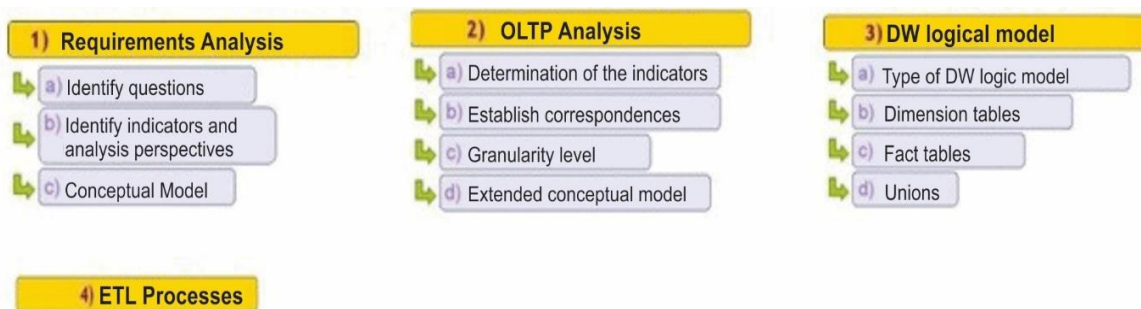 1) Requirements Analysis
a) Identify questions
b) Identify indicators and
analysis perspectives
c) Conceptual Model
2) OLTP Analysis
a) Determination of the indicators
b) Establish correspondences
c) Granularity level
d) Extended conceptual model
3) DW logical model
a) Type of DW logic model
b) Dimension tables
c) Fact tables
d) Unions
4) ETL Processes